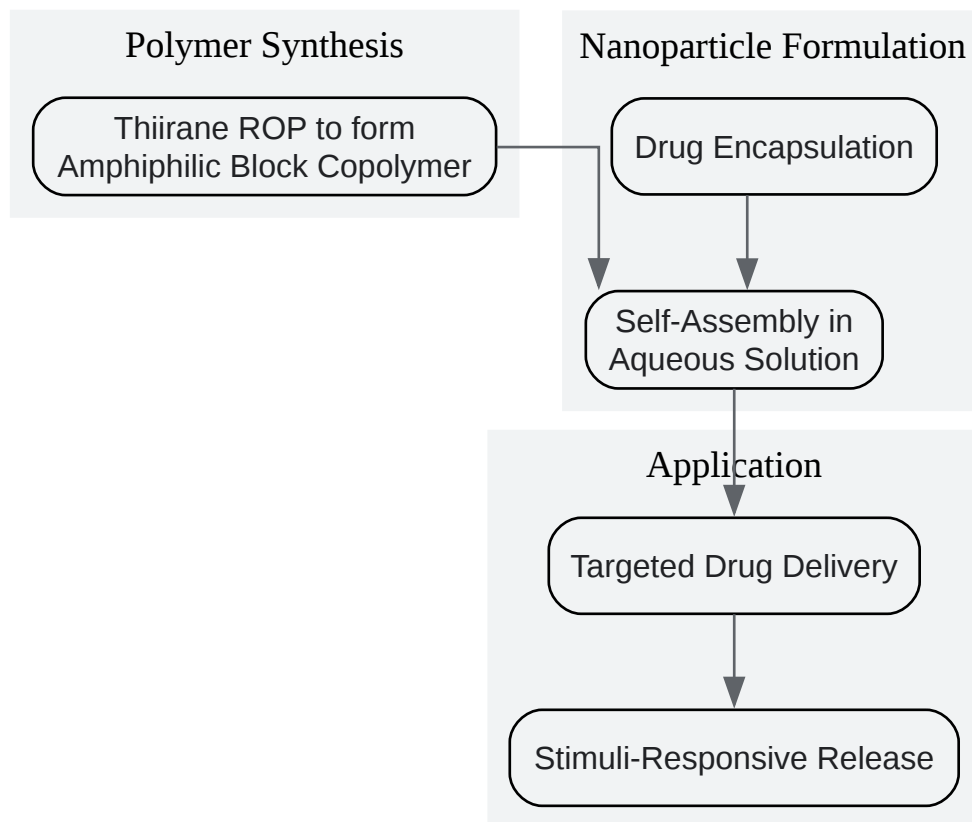 Polymer Synthesis
Thiirane ROP to form
Amphiphilic Block Copolymer
Nanoparticle Formulation
Drug Encapsulation
Self-Assembly in
Aqueous Solution
Application
Targeted Drug Delivery
Stimuli-Responsive Release